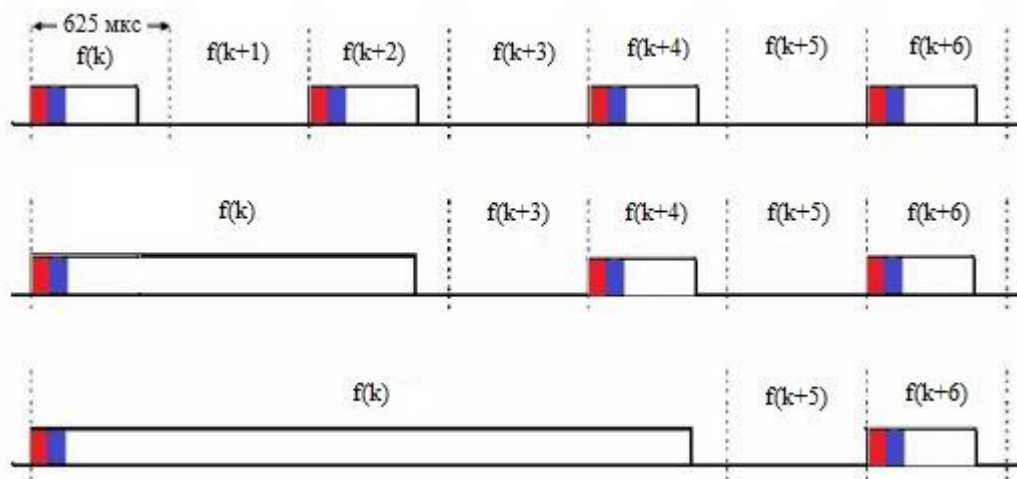 625 мкс
f(k) f(k+1) f(k+2) f(k+3) f(k+4) f(k+5) f(k+6)
f(k) f(k+3) f(k+4) f(k+5) f(k+6)
f(k) f(k+5) f(k+6)